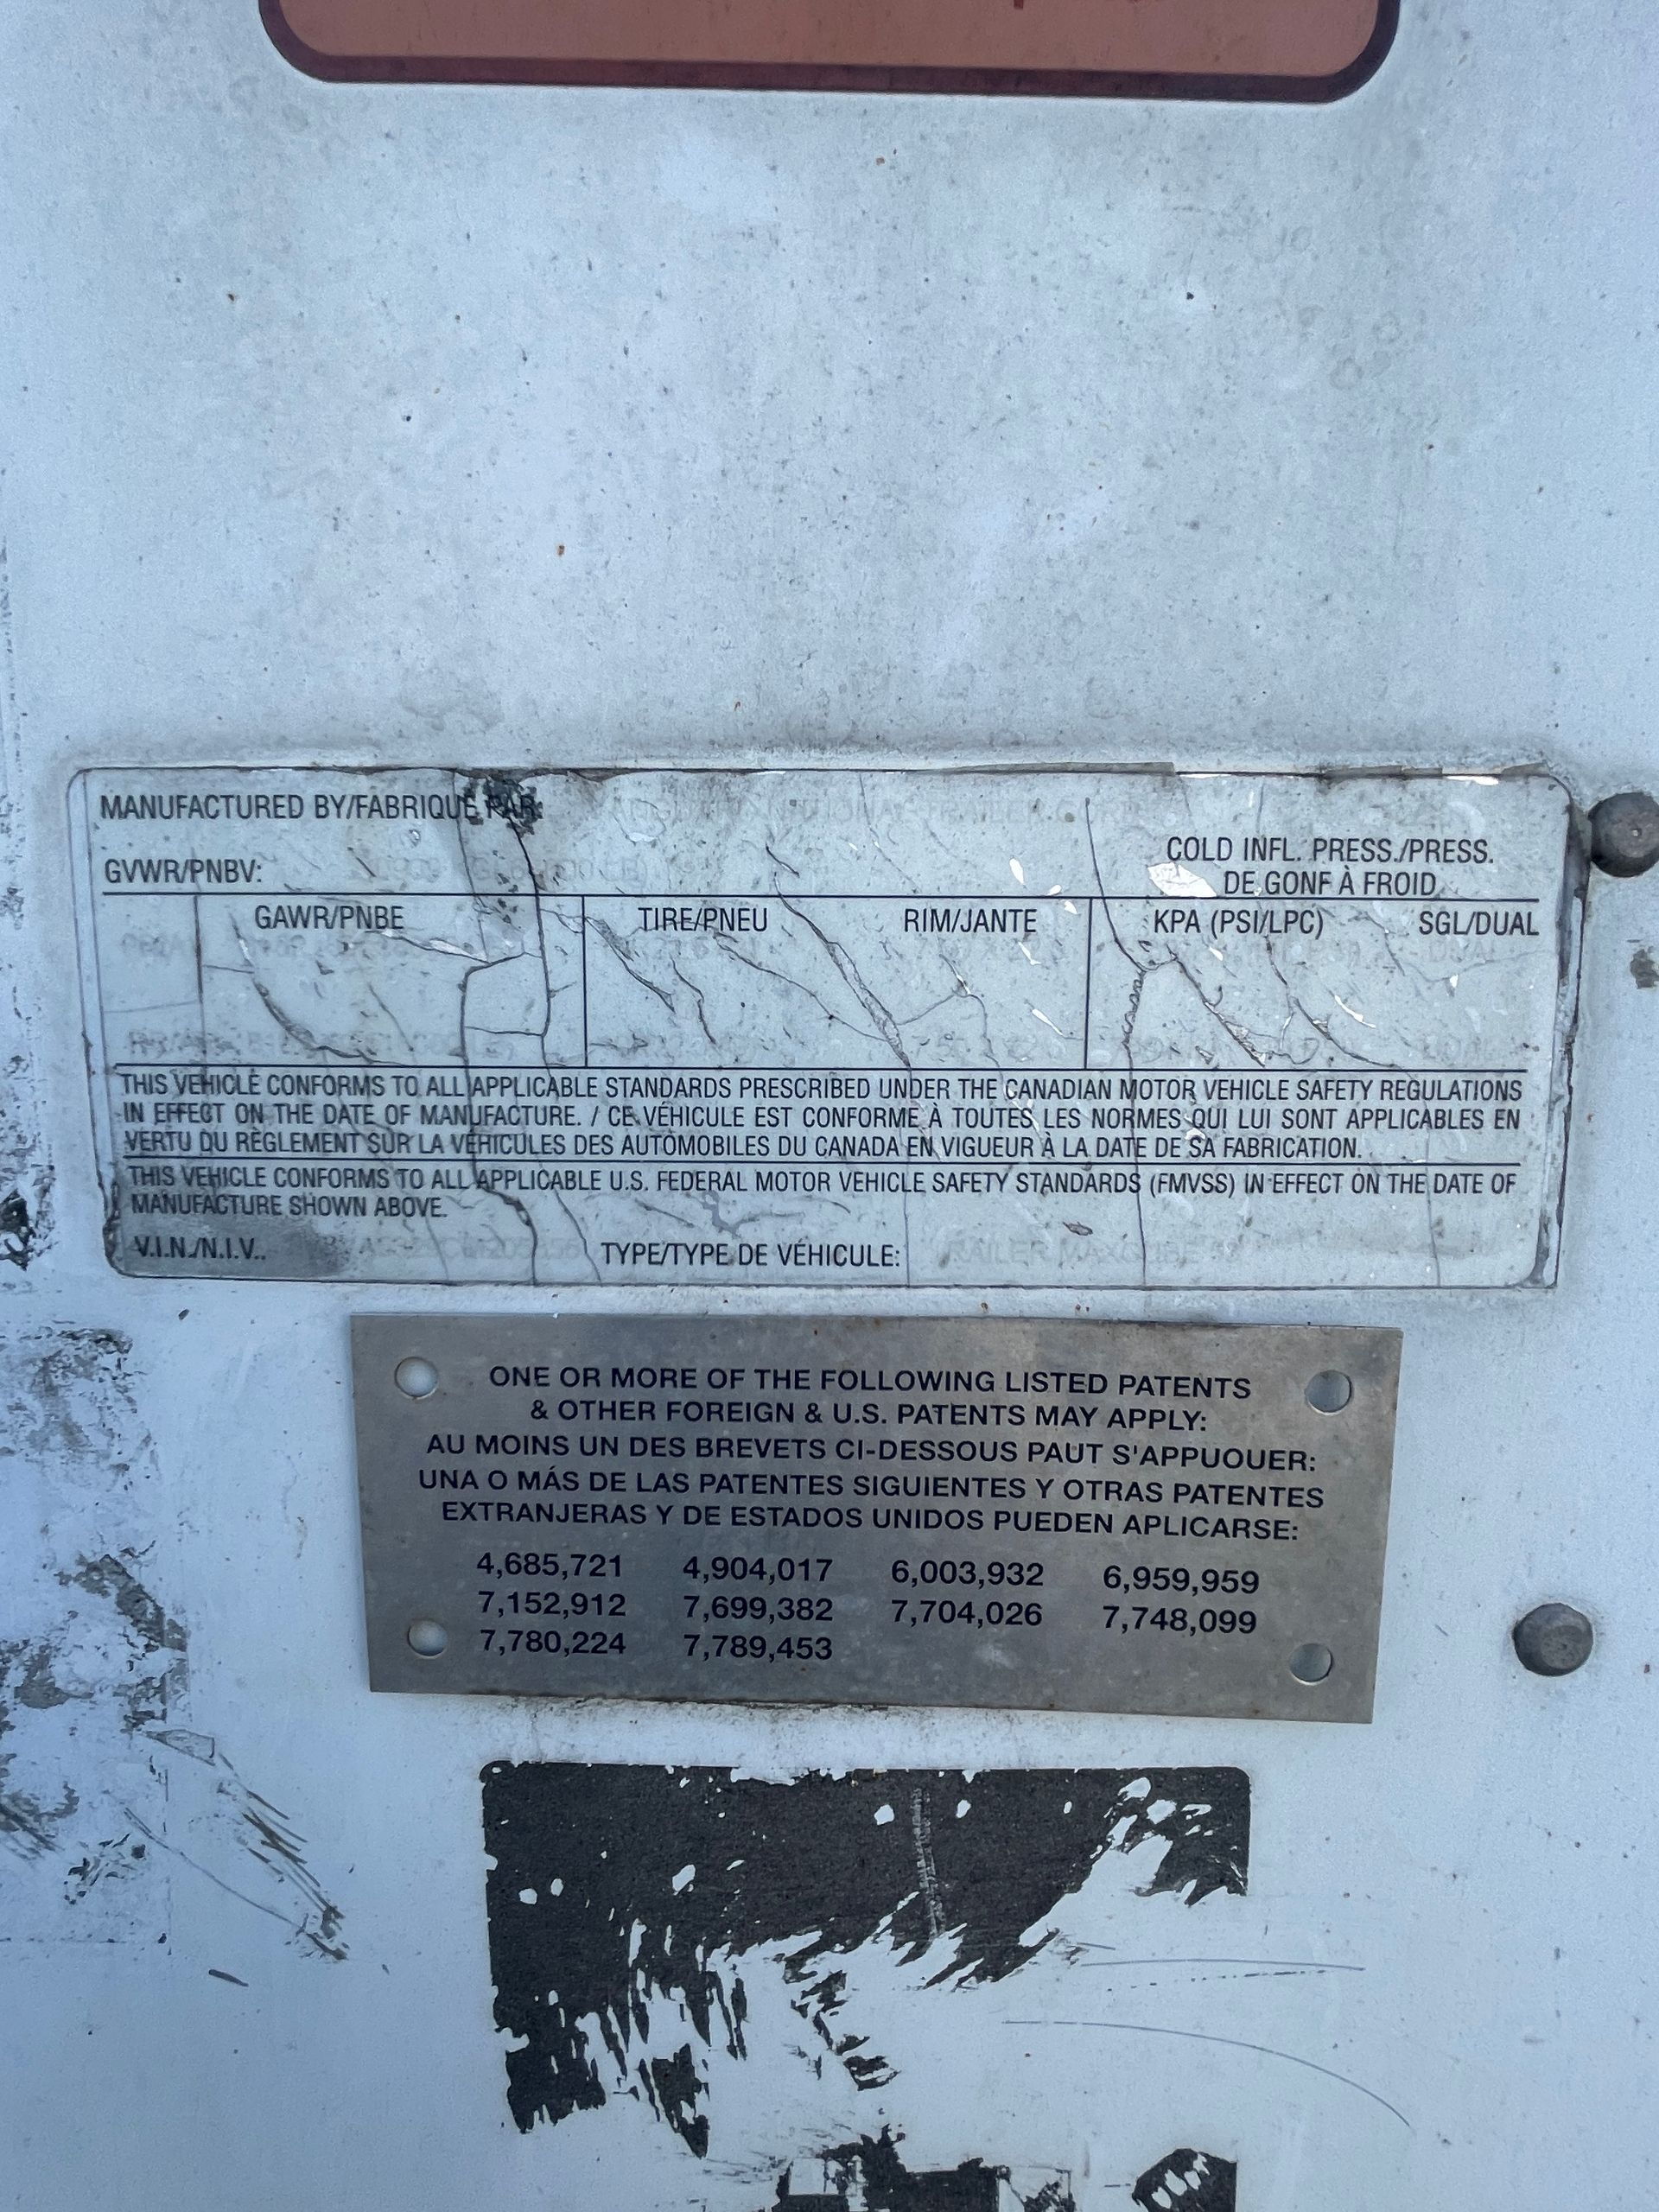 MANUFACTURED BY/FABRIQUÉ PAR:
GVWR/PNBV:
COLD INFL. PRESS./PRESS.
DE GONF À FROID
GAWR/PNBE TIRE/PNEU RIM/JANTE KPA (PSI/LPC) SGL/DUAL
THIS VEHICLE CONFORMS TO ALL APPLICABLE STANDARDS PRESCRIBED UNDER THE CANADIAN MOTOR VEHICLE SAFETY REGULATIONS
IN EFFECT ON THE DATE OF MANUFACTURE. / CE VÉHICULE EST CONFORME À TOUTES LES NORMES QUI LUI SONT APPLICABLES EN
VERTU DU RÈGLEMENT SUR LA VÉHICULES DES AUTOMOBILES DU CANADA EN VIGUEUR À LA DATE DE SA FABRICATION.
THIS VEHICLE CONFORMS TO ALL APPLICABLE U.S. FEDERAL MOTOR VEHICLE SAFETY STANDARDS (FMVSS) IN EFFECT ON THE DATE OF
MANUFACTURE SHOWN ABOVE.
V.I.N./N.I.V.: TYPE/TYPE DE VÉHICULE:
ONE OR MORE OF THE FOLLOWING LISTED PATENTS
& OTHER FOREIGN & U.S. PATENTS MAY APPLY:
AU MOINS UN DES BREVETS CI-DESSOUS PAUT S'APPUOUER:
UNA O MÁS DE LAS PATENTES SIGUIENTES Y OTRAS PATENTES
EXTRANJERAS Y DE ESTADOS UNIDOS PUEDEN APLICARSE:
4,685,721 4,904,017 6,003,932 6,959,959
7,152,912 7,699,382 7,704,026 7,748,099
7,780,224 7,789,453